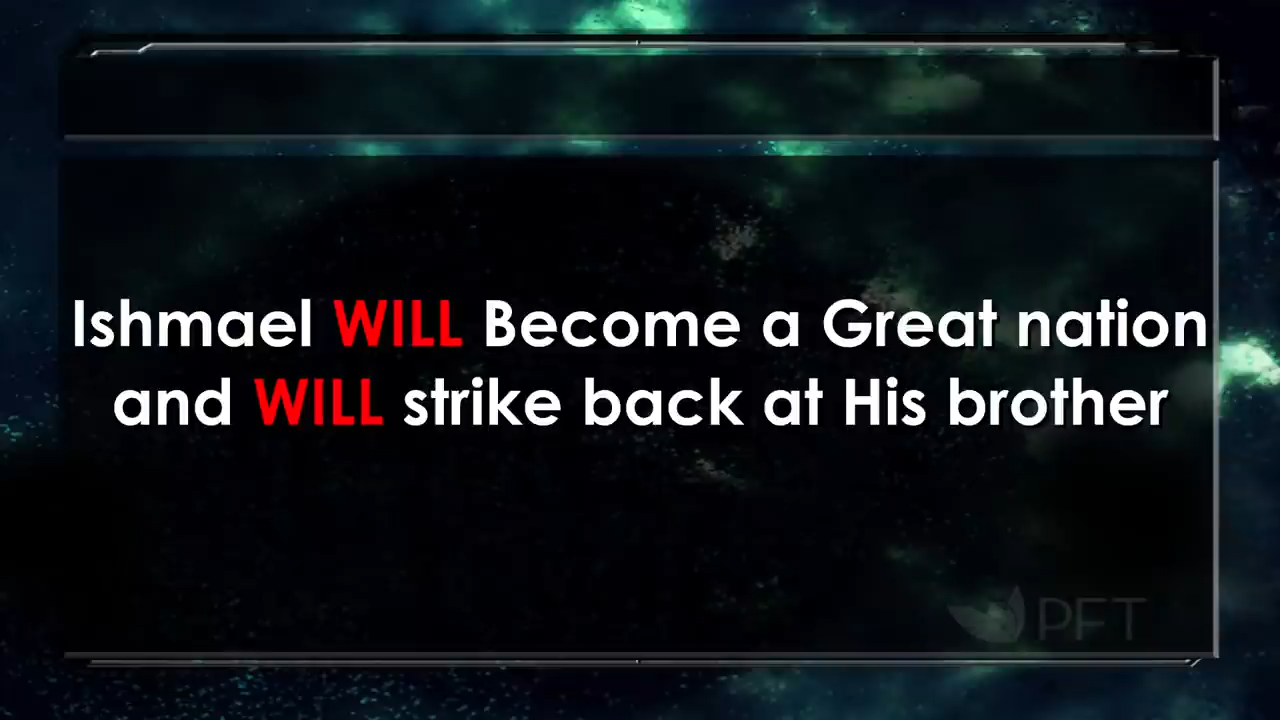 Ishmael WILL Become a Great nation
and WILL strike back at His brother
PFT